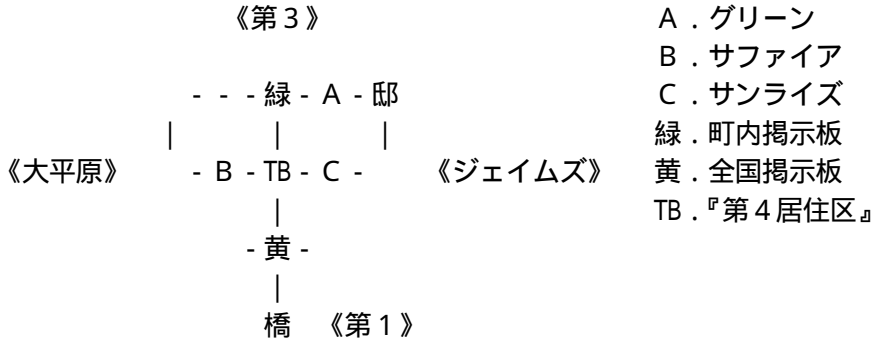 《第３》 Ａ．グリーン
Ｂ．サファイア
- - - 緑 - Ａ - 邸 Ｃ．サンライズ
｜ ｜ ｜ 緑．町内掲示板
《大平原》 - Ｂ - TB - Ｃ - 《ジェイムズ》 黄．全国掲示板
｜ TB．『第４居住区』
- 黄 -
｜
橋 《第１》